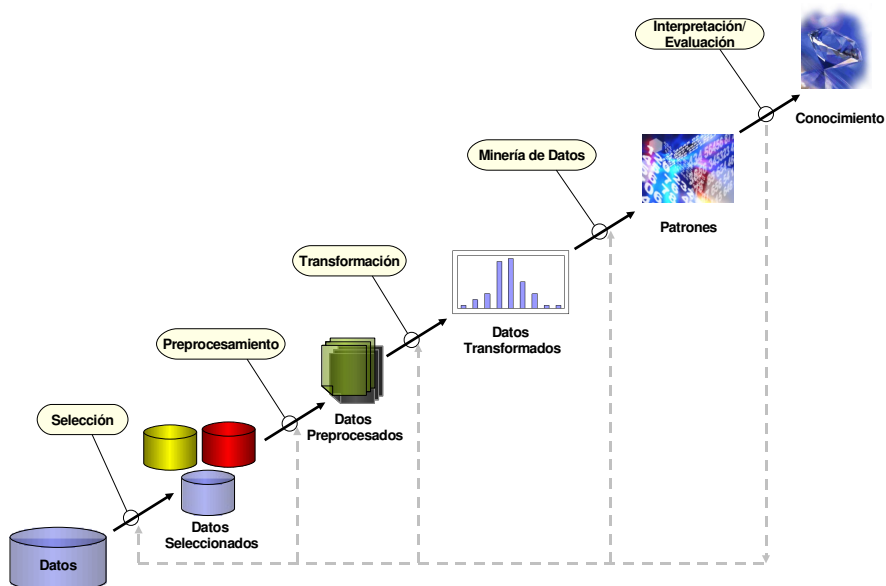 Interpretación/
Evaluación
Conocimiento
Minería de Datos
Patrones
Transformación
Datos
Transformados
Preprocesamiento
Datos
Preprocesados
Selección
Datos
Seleccionados
Datos